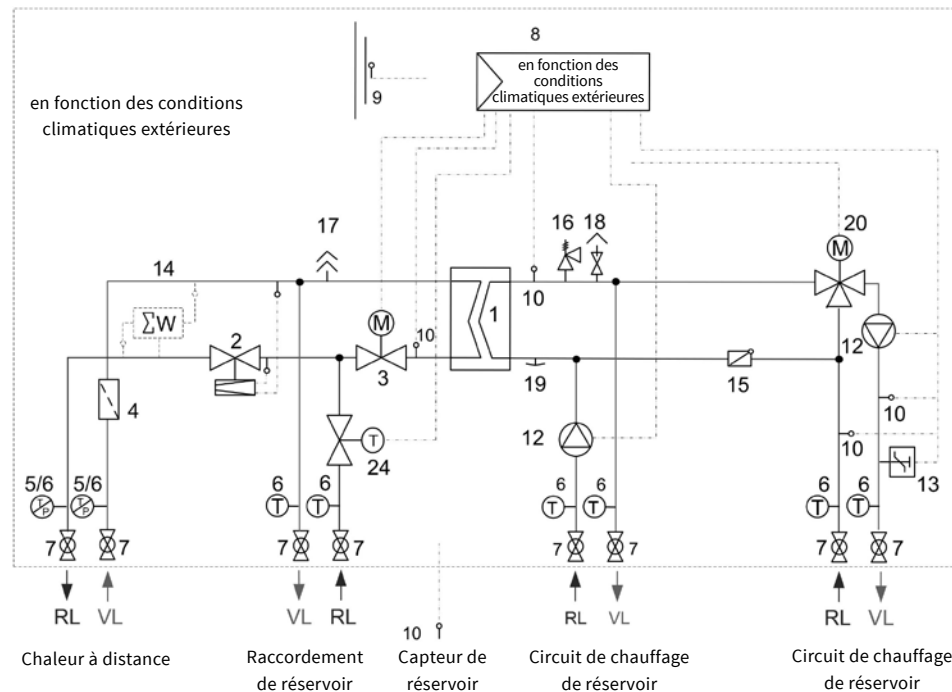 8
en fonction des
conditions
climatiques extérieures
9
en fonction des conditions
climatiques extérieures
17
16
18
20
M
14
10
ΣW
2
M
10
1
12
3
19
15
4
12
10
T
24
10
13
5/6
5/6
6
6
6
6
6
6
T/P
T/P
T
T
T
T
T
T
7
7
7
7
7
7
7
7
RL
VL
VL
RL
RL
VL
RL
VL
10
Chaleur à distance
Raccordement
de réservoir
Capteur de
réservoir
Circuit de chauffage
de réservoir
Circuit de chauffage
de réservoir